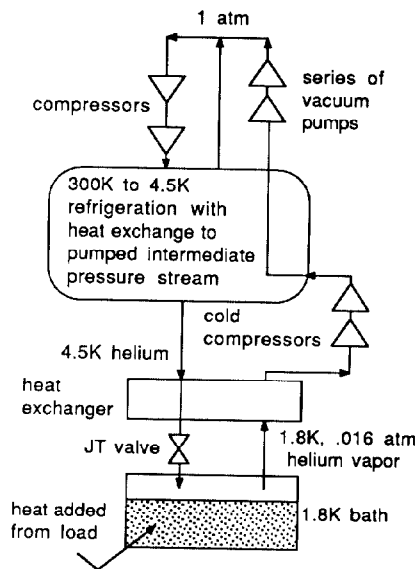 1 atm
compressors
series of
vacuum
pumps
300K to 4.5K
refrigeration with
heat exchange to
pumped intermediate
pressure stream
cold
compressors
4.5K helium
heat
exchanger
JT valve
1.8K, .016 atm
helium vapor
heat added
from load
1.8K bath